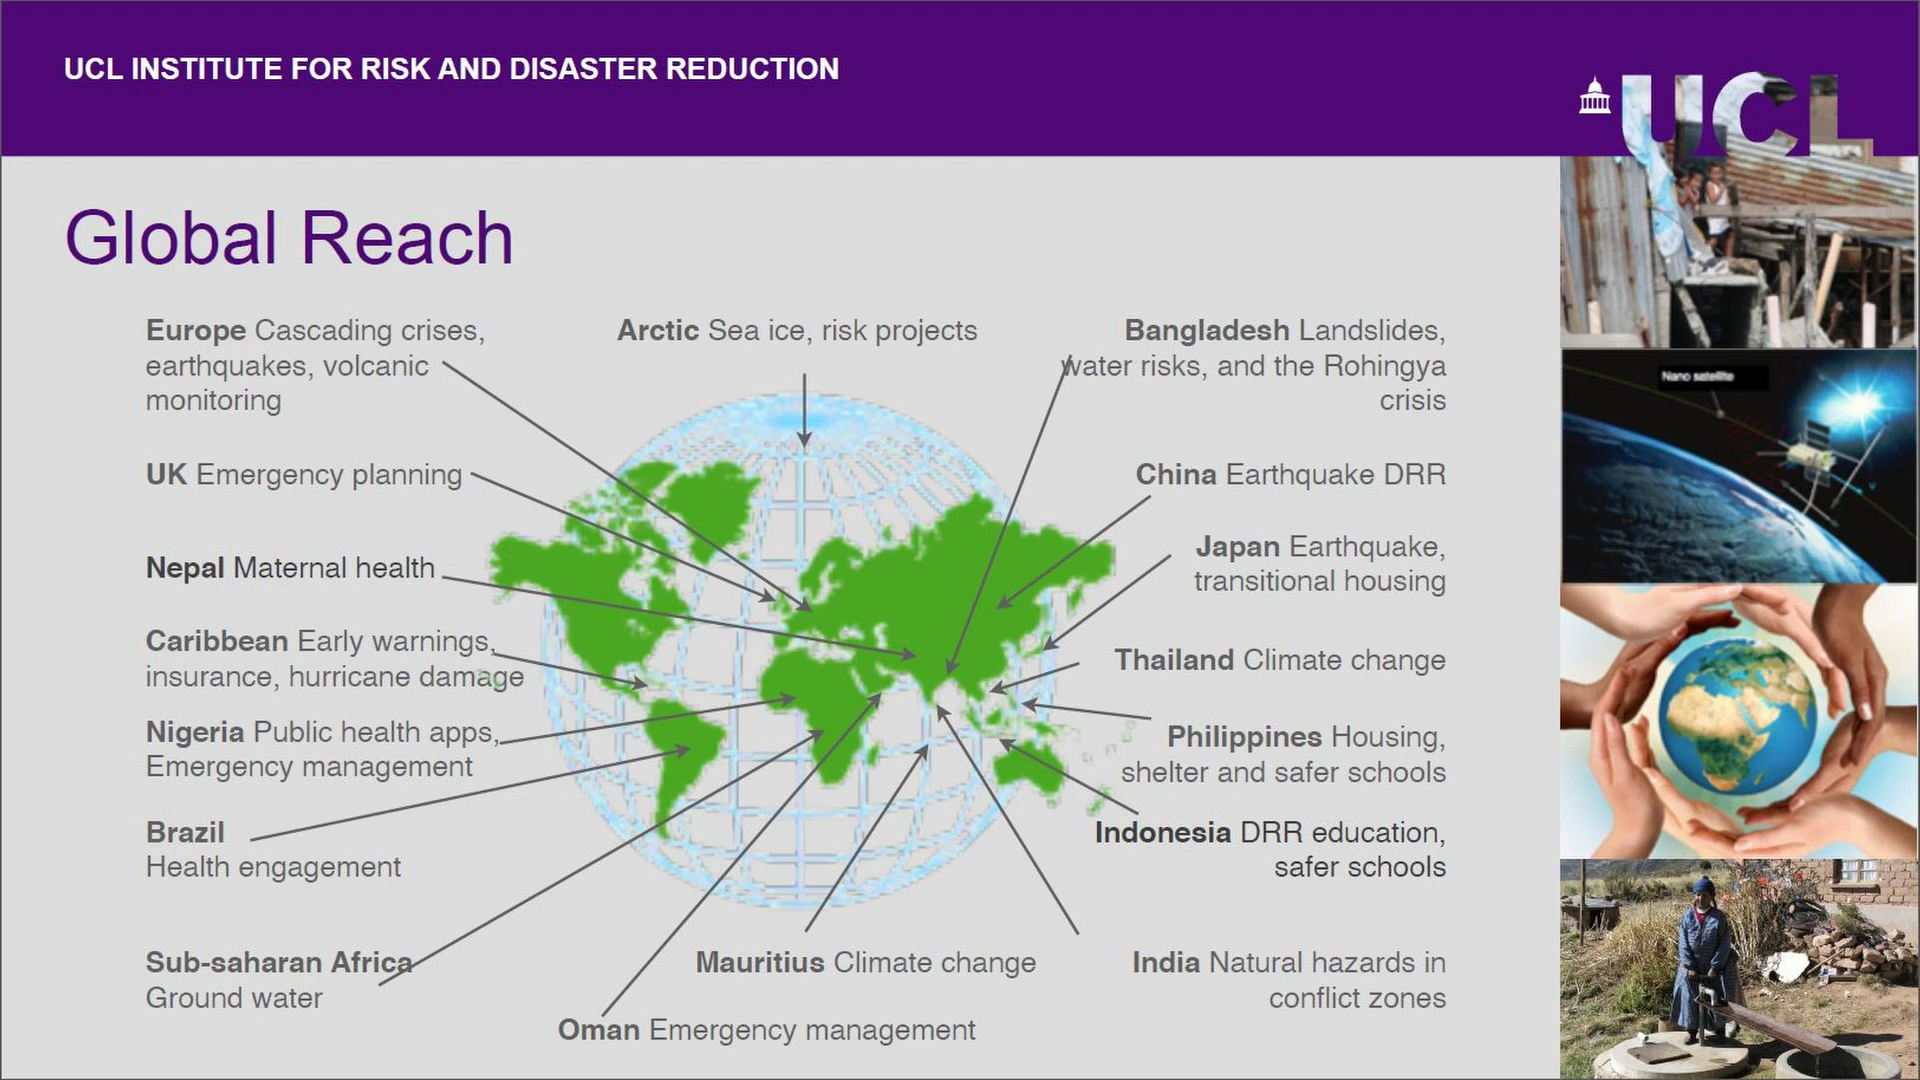 UCL INSTITUTE FOR RISK AND DISASTER REDUCTION
UCL
Global Reach
Europe Cascading crises,
earthquakes, volcanic
monitoring
Arctic Sea ice, risk projects
Bangladesh Landslides,
water risks, and the Rohingya
crisis
Nano satellite
UK Emergency planning
China Earthquake DRR
Nepal Maternal health
Japan Earthquake,
transitional housing
Caribbean Early warnings,
insurance, hurricane damage
Thailand Climate change
Nigeria Public health apps,
Emergency management
Philippines Housing,
shelter and safer schools
Brazil
Health engagement
Indonesia DRR education,
safer schools
Sub-saharan Africa
Ground water
Mauritius Climate change
India Natural hazards in
conflict zones
Oman Emergency management